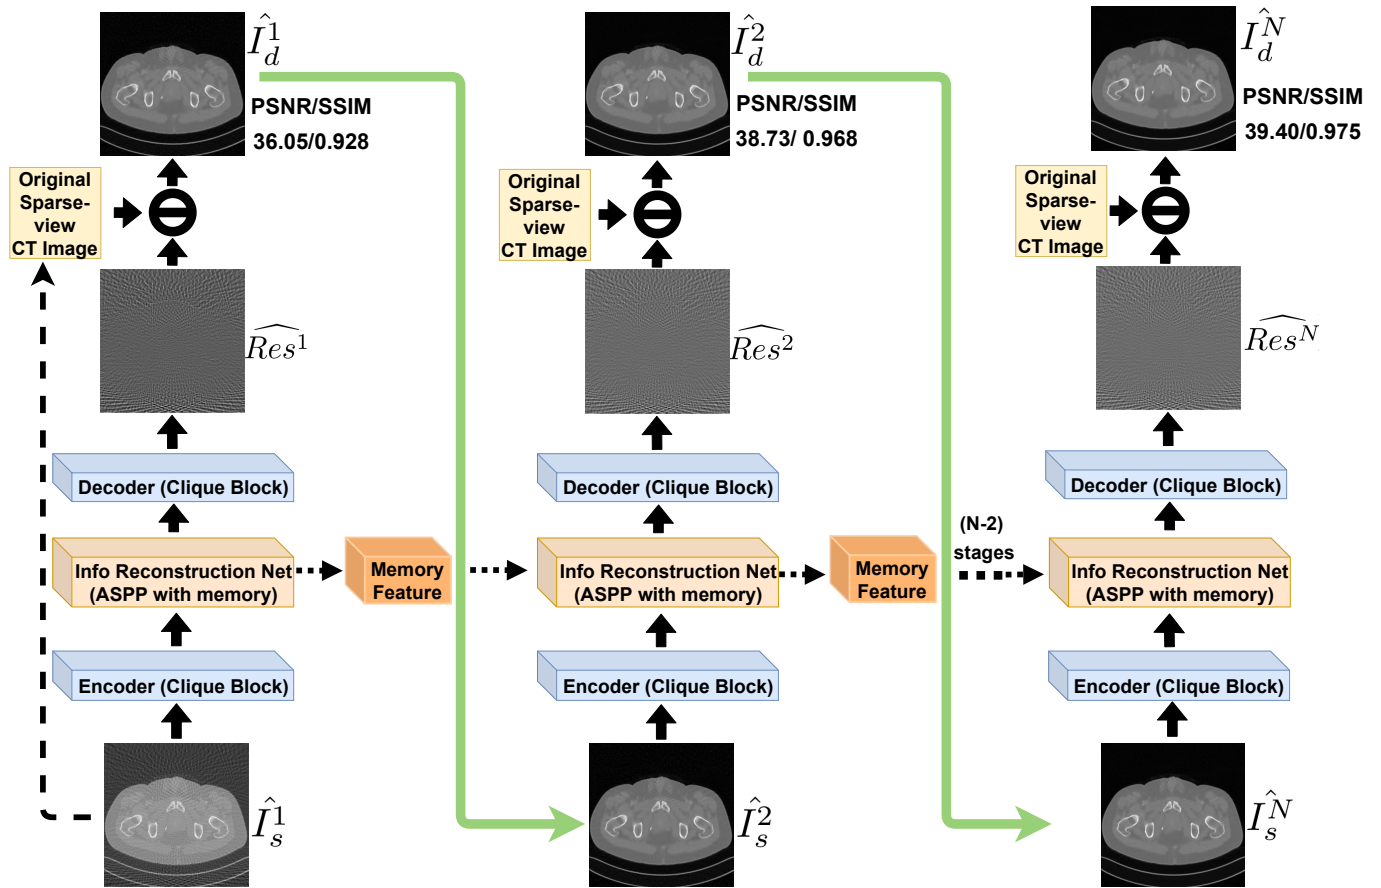 Î_d^1
PSNR/SSIM
36.05/0.928
Original
Sparse-
view
CT Image
\widehat{Res^1}
Decoder (Clique Block)
Info Reconstruction Net
(ASPP with memory)
Encoder (Clique Block)
Î_s^1
Memory
Feature
Î_d^2
PSNR/SSIM
38.73/ 0.968
Original
Sparse-
view
CT Image
\widehat{Res^2}
Decoder (Clique Block)
Info Reconstruction Net
(ASPP with memory)
Encoder (Clique Block)
Î_s^2
Memory
Feature
(N-2)
stages
Î_d^N
PSNR/SSIM
39.40/0.975
Original
Sparse-
view
CT Image
\widehat{Res^N}
Decoder (Clique Block)
Info Reconstruction Net
(ASPP with memory)
Encoder (Clique Block)
Î_s^N